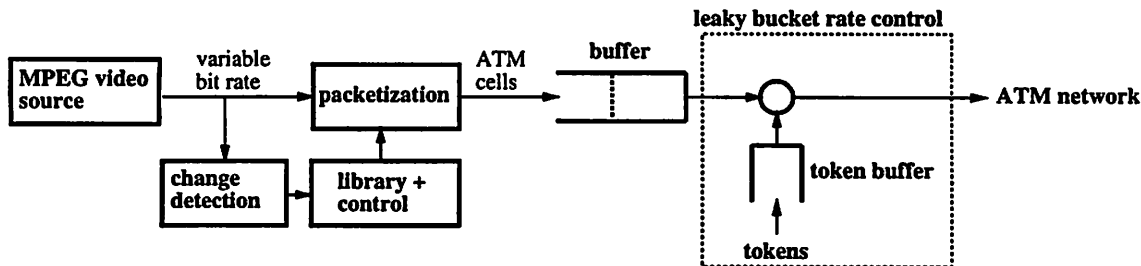 leaky bucket rate control
MPEG video
source
variable
bit rate
packetization
ATM
cells
buffer
ATM network
change
detection
library +
control
token buffer
tokens